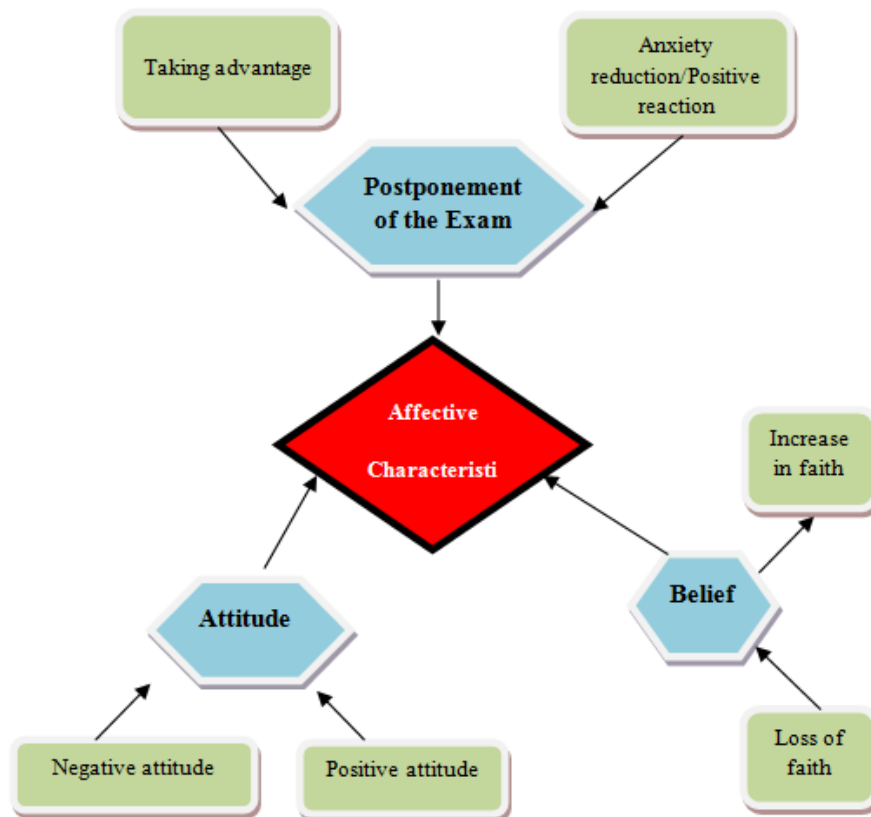 Taking advantage
Anxiety
reduction/Positive
reaction
Postponement
of the Exam
Affective
Characteristi
Increase
in faith
Belief
Attitude
Loss of
faith
Negative attitude
Positive attitude